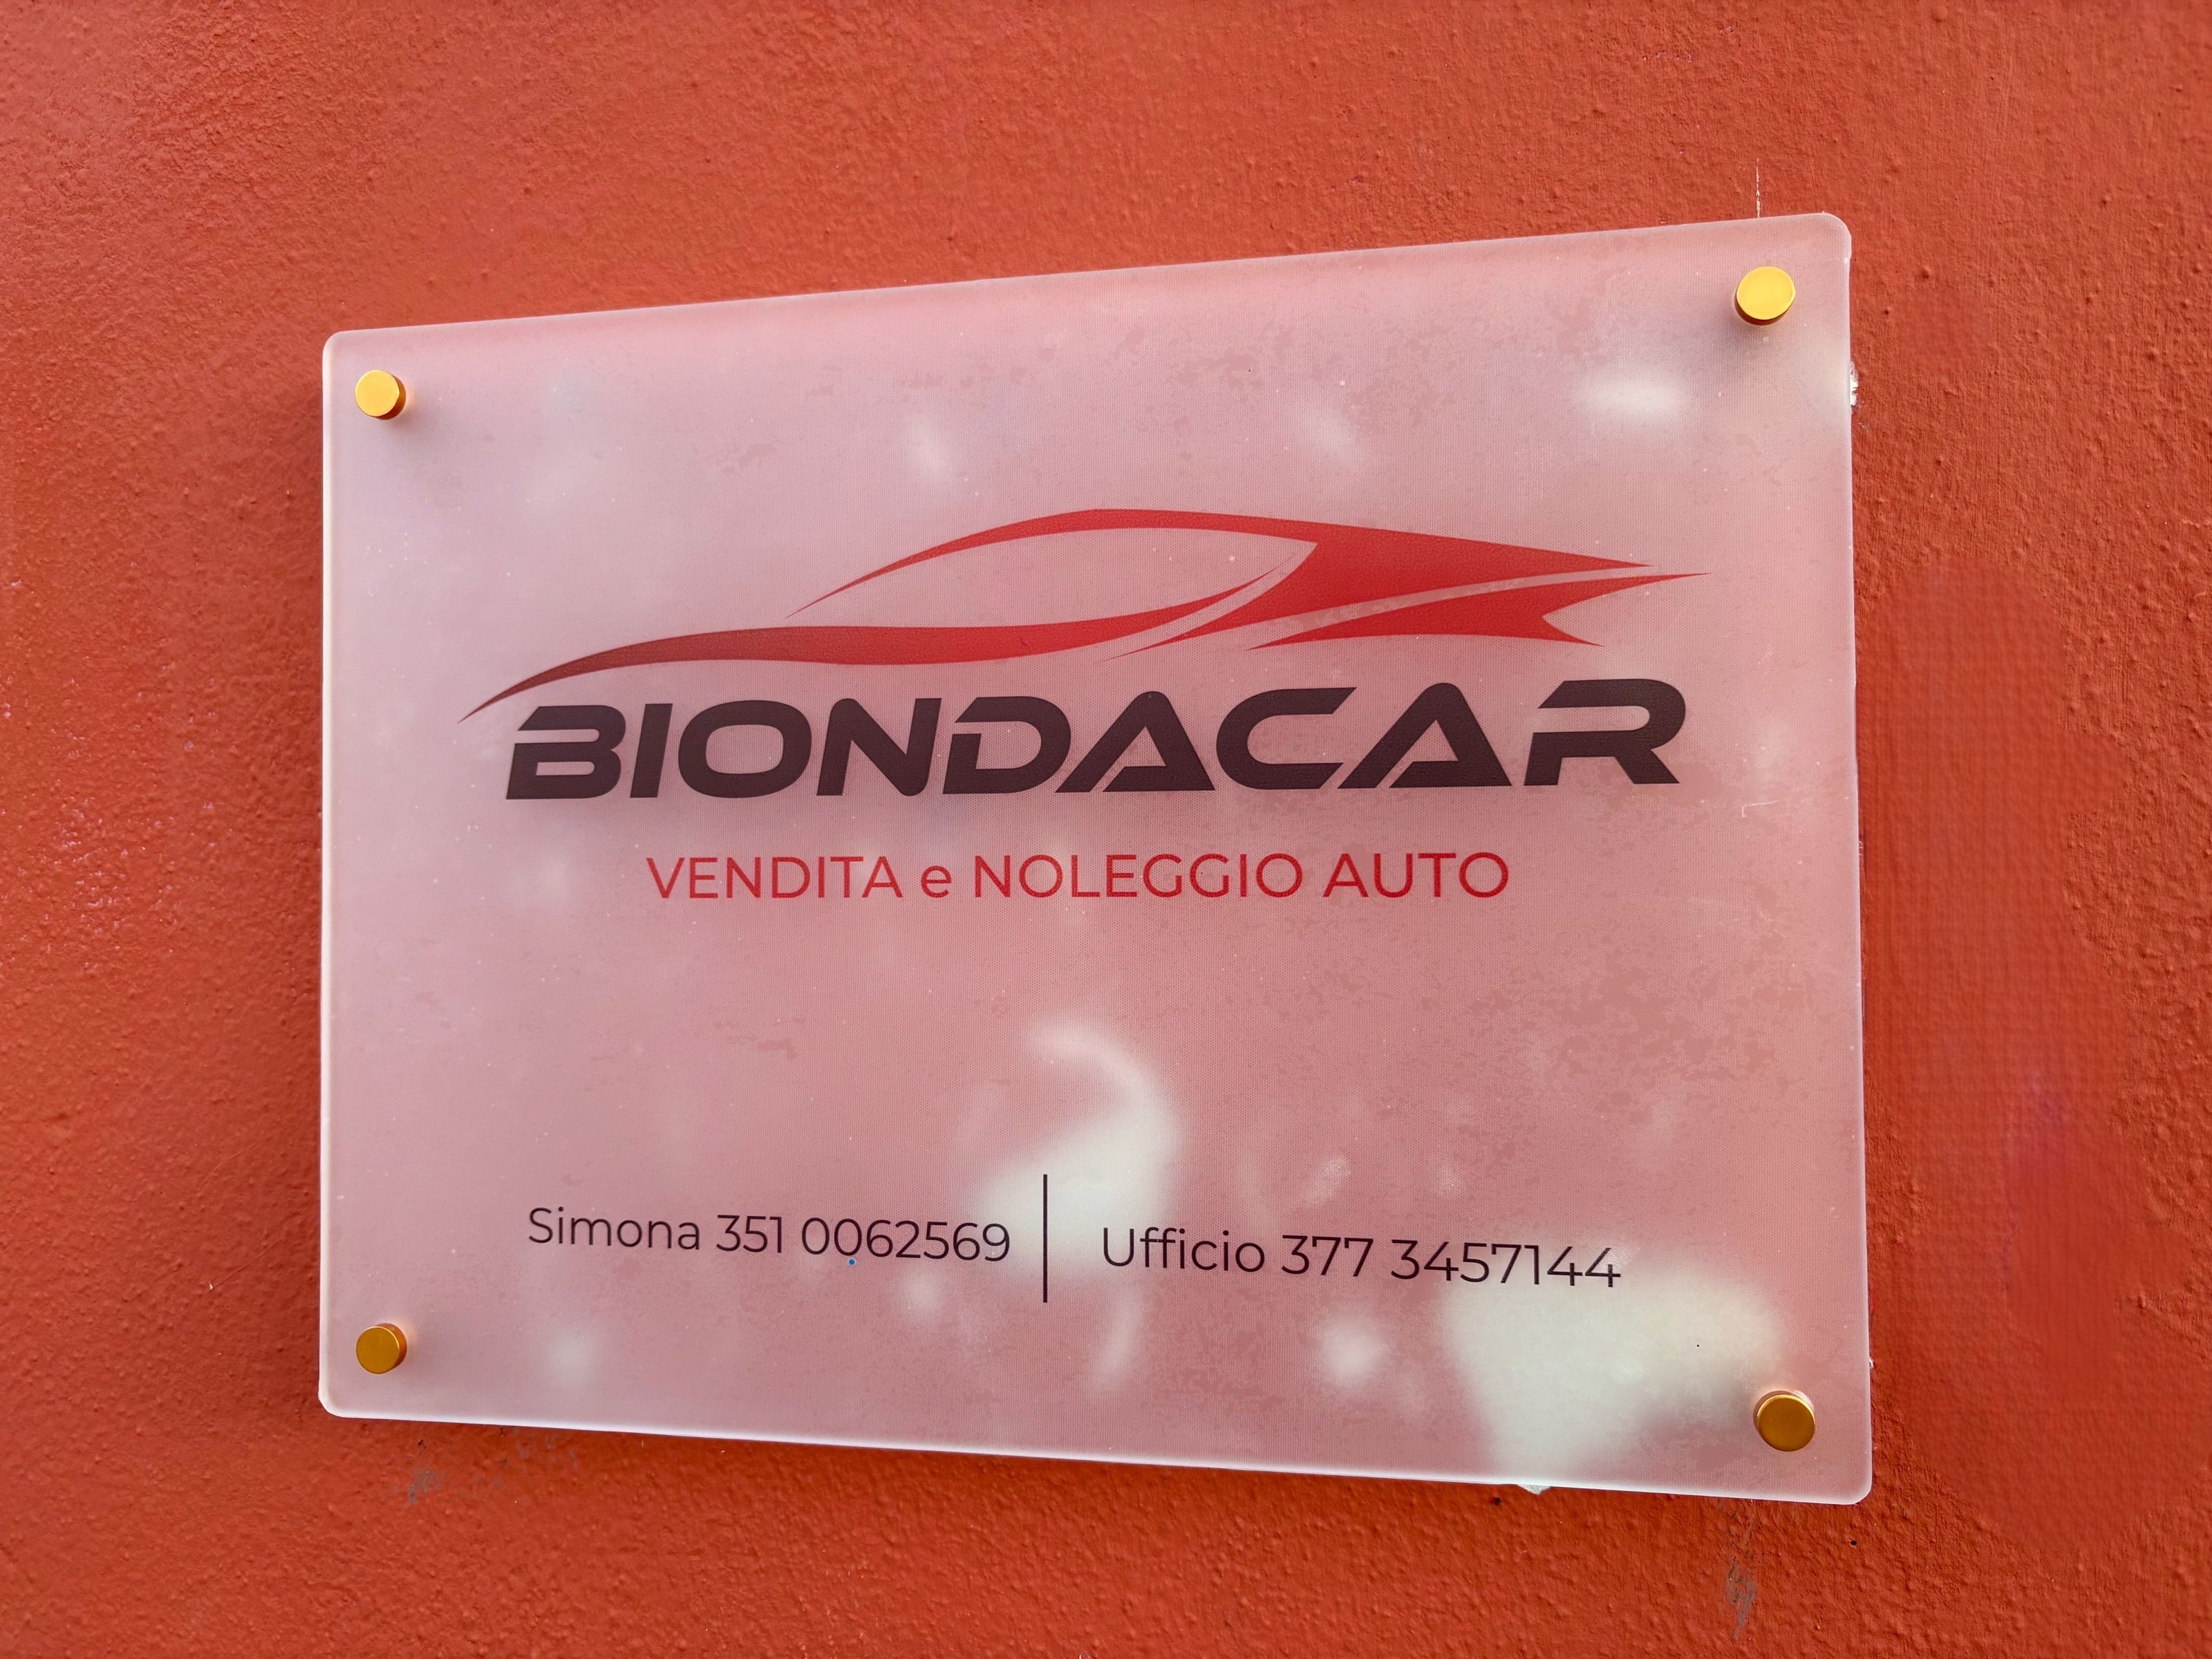 BIONDACAR
VENDITA e NOLEGGIO AUTO
Simona 351 0062569
Ufficio 377 3457144